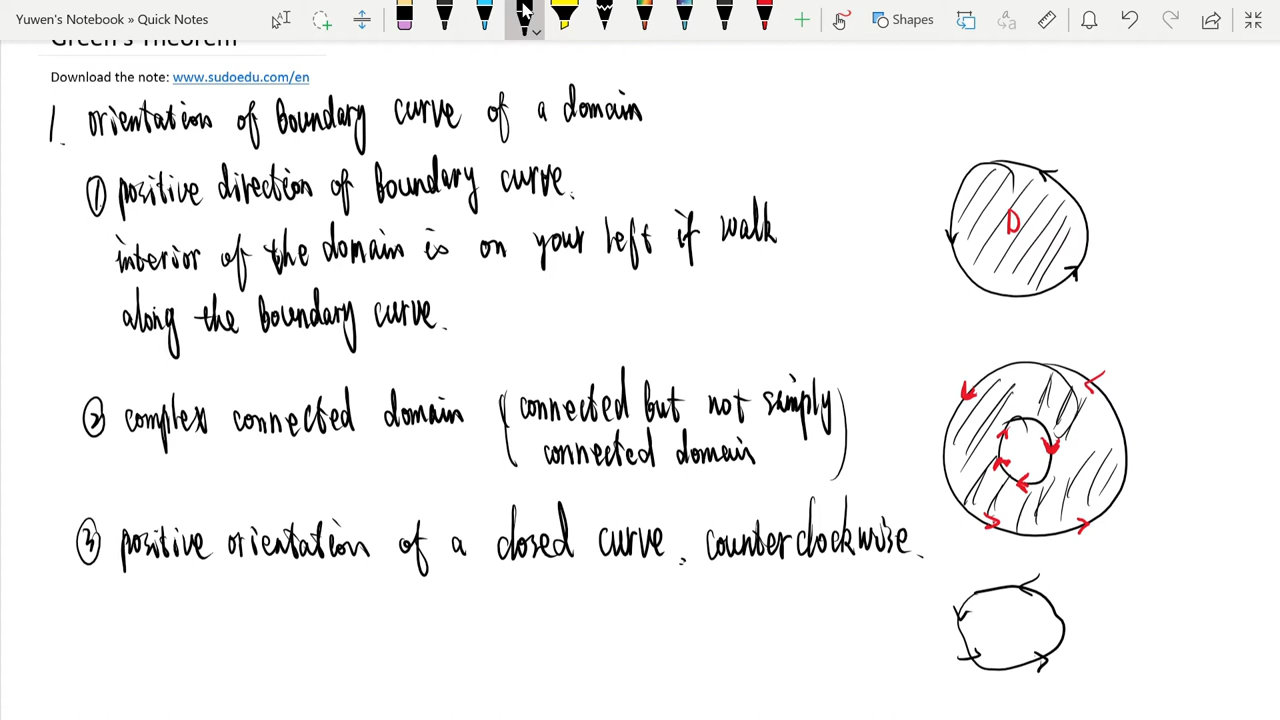 Yuwen's Notebook » Quick Notes
Shapes
Green's Theorem
Download the note: www.sudoedu.com/en
1. orientation of boundary curve of a domain
① positive direction of boundary curve.
interior of the domain is on your left if walk
along the boundary curve.
D
② complex connected domain (connected but not simply
connected domain)
③ positive orientation of a closed curve. counterclockwise.